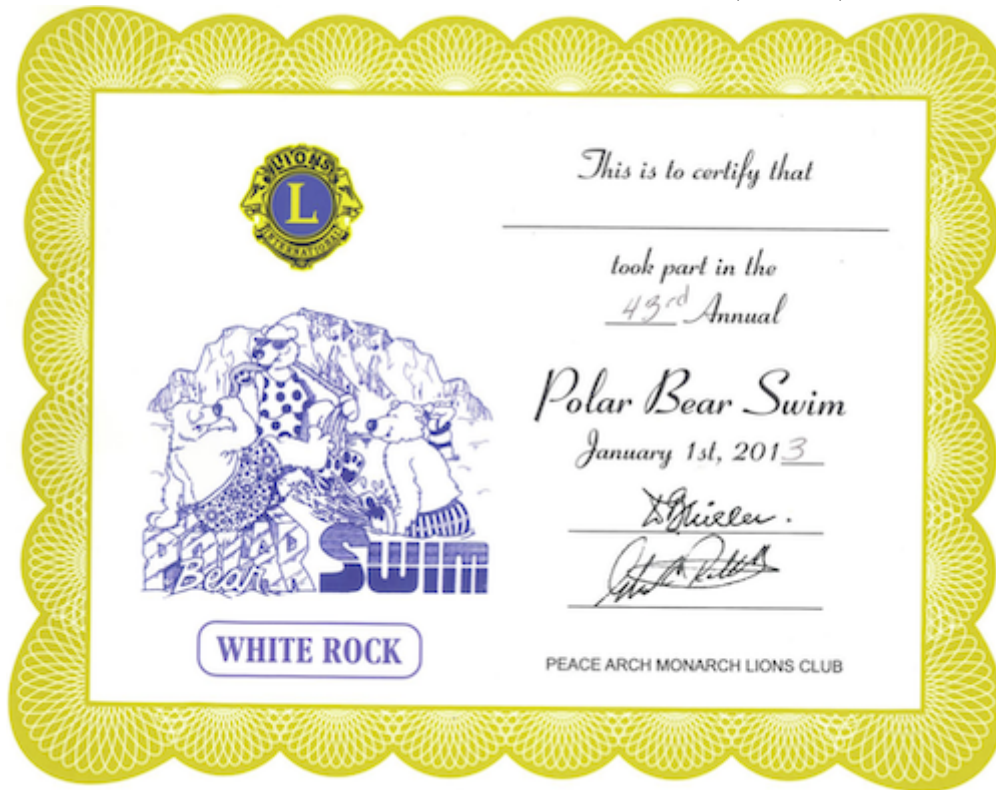 LIONS
L
INTERNATIONAL
POLAR
Bear
SWIM
WHITE ROCK
This is to certify that
took part in the
43rd Annual
Polar Bear Swim
January 1st, 2013
PEACE ARCH MONARCH LIONS CLUB